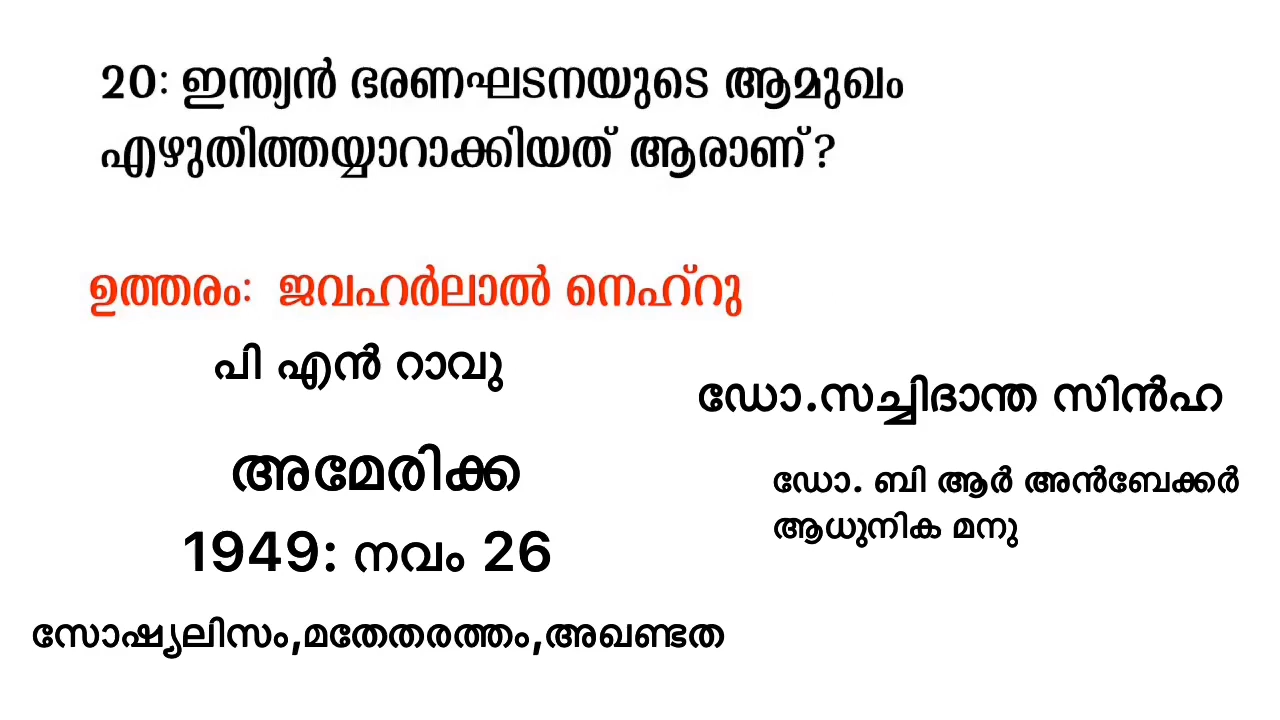 20: ഇന്ത്യൻ ഭരണഘടനയുടെ ആമുഖം
എഴുതിത്തയ്യാറാക്കിയത് ആരാണ്?
ഉത്തരം: ജവഹർലാൽ നെഹ്റു
പി എൻ റാവു
ഡോ.സച്ചിദാന്ത സിൻഹ
അമേരിക്ക
ഡോ. ബി ആർ അൻബേക്കർ
ആധുനിക മനു
1949: നവം 26
സോഷ്യലിസം,മതേതരത്തം,അഖണ്ടത